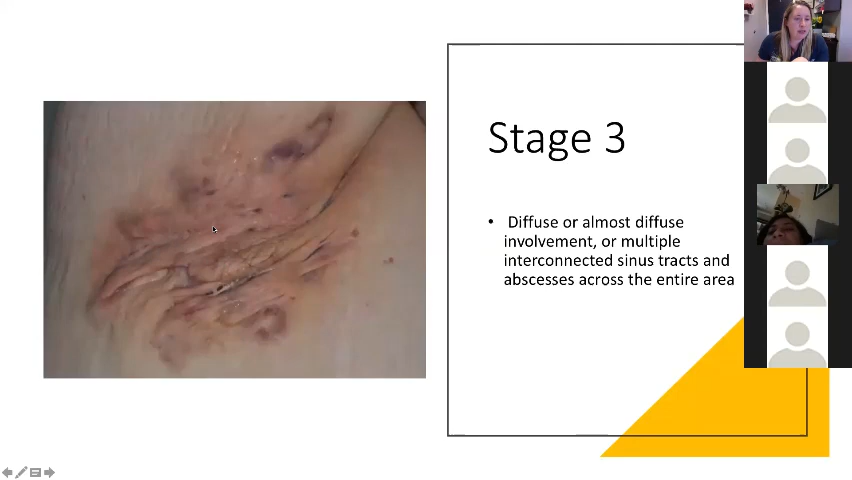 Stage 3
• Diffuse or almost diffuse
involvement, or multiple
interconnected sinus tracts and
abscesses across the entire area